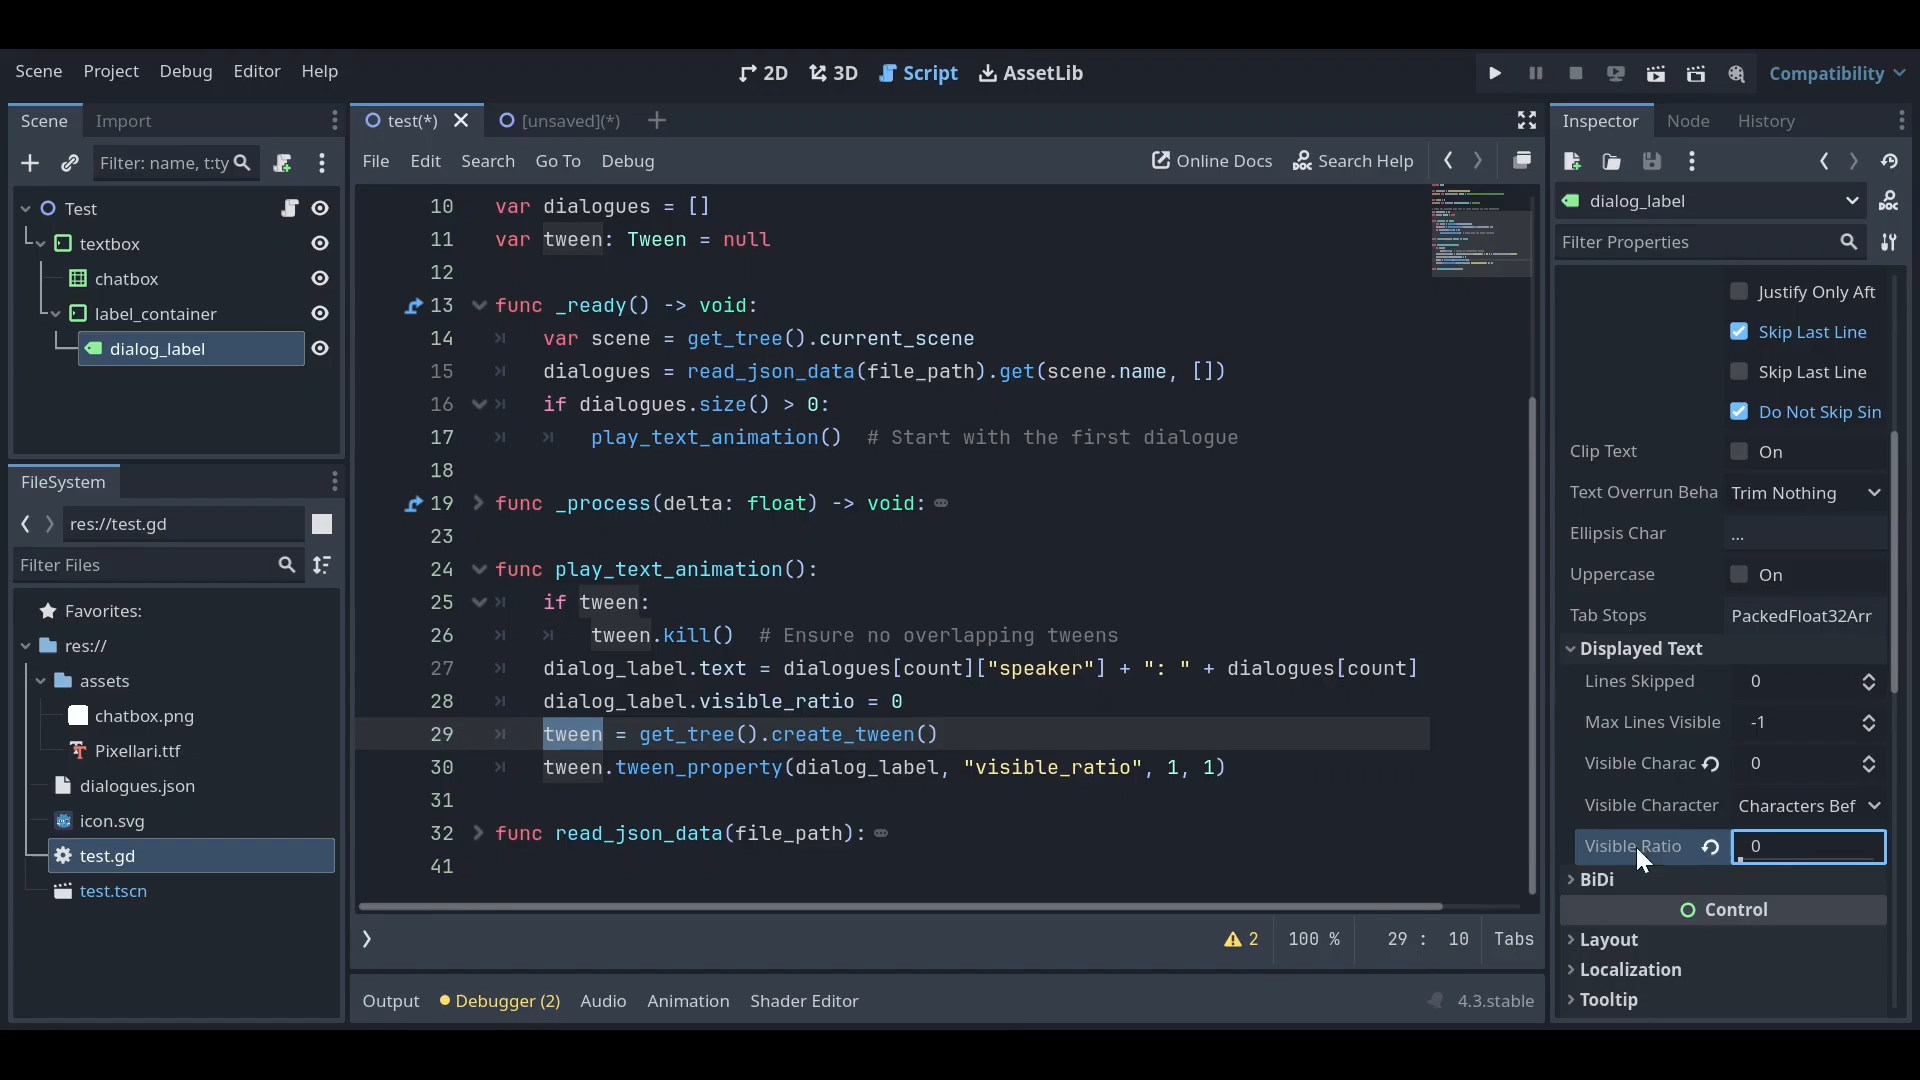 Scene Project Debug Editor Help
2D 3D Script AssetLib
Compatibility
Scene Import
Filter: name, t:ty
Test
textbox
chatbox
label_container
dialog_label
FileSystem
res://test.gd
Filter Files
Favorites:
res://
assets
chatbox.png
Pixellari.ttf
dialogues.json
icon.svg
test.gd
test.tscn
test(*) [unsaved](*)
File Edit Search Go To Debug
Online Docs Search Help
10 var dialogues = []
11 var tween: Tween = null
12
13 func _ready() -> void:
14 var scene = get_tree().current_scene
15 dialogues = read_json_data(file_path).get(scene.name, [])
16 if dialogues.size() > 0:
17 play_text_animation() # Start with the first dialogue
18
19 func _process(delta: float) -> void:
23
24 func play_text_animation():
25 if tween:
26 tween.kill() # Ensure no overlapping tweens
27 dialog_label.text = dialogues[count]["speaker"] + ": " + dialogues[count]
28 dialog_label.visible_ratio = 0
29 tween = get_tree().create_tween()
30 tween.tween_property(dialog_label, "visible_ratio", 1, 1)
31
32 func read_json_data(file_path):
41
2 100 % 29 : 10 Tabs
Output Debugger (2) Audio Animation Shader Editor
4.3.stable
Inspector Node History
dialog_label
DOC
Filter Properties
Justify Only Aft
Skip Last Line
Skip Last Line
Do Not Skip Sin
Clip Text On
Text Overrun Beha Trim Nothing
Ellipsis Char ...
Uppercase On
Tab Stops PackedFloat32Arr
Displayed Text
Lines Skipped 0
Max Lines Visible -1
Visible Charac 0
Visible Character Characters Bef
Visible Ratio 0
BiDi
Control
Layout
Localization
Tooltip